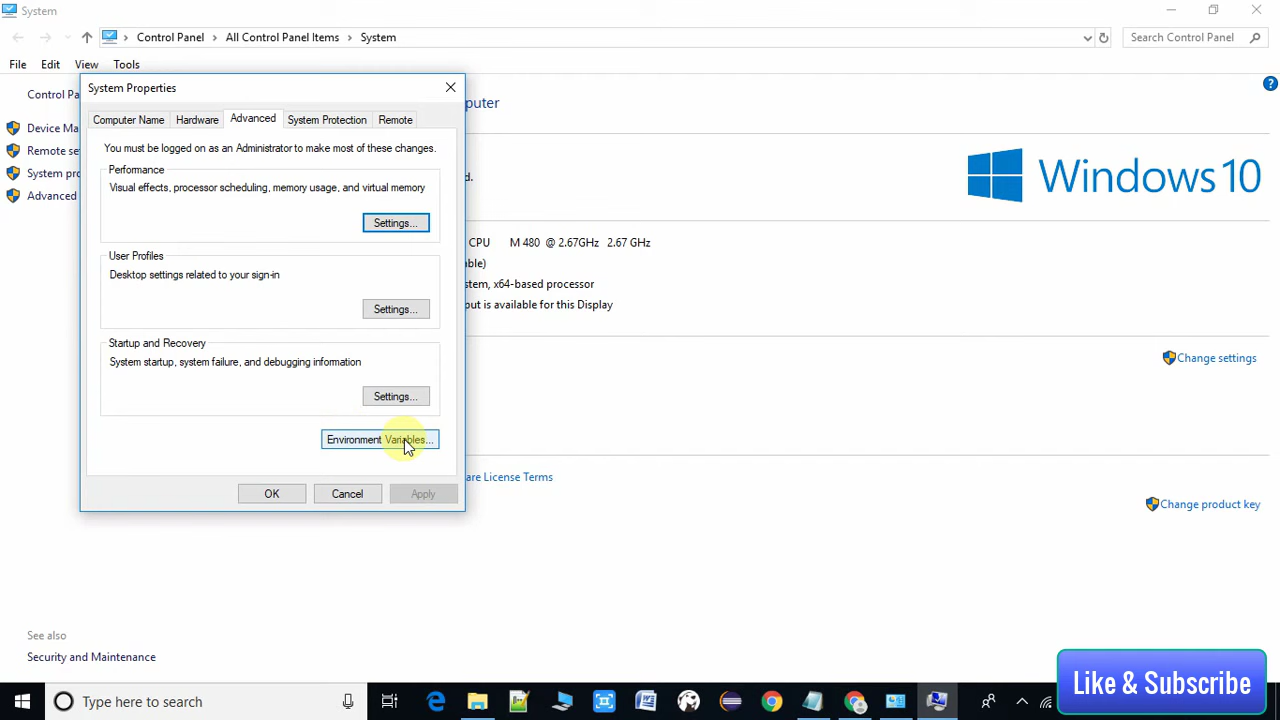 System
Control Panel > All Control Panel Items > System
Search Control Panel
File Edit View Tools
Control Pa
Device Ma
Remote se
System pro
Advanced
System Properties
Computer Name Hardware Advanced System Protection Remote
You must be logged on as an Administrator to make most of these changes.
Performance
Visual effects, processor scheduling, memory usage, and virtual memory
Settings...
User Profiles
Desktop settings related to your sign-in
Settings...
Startup and Recovery
System startup, system failure, and debugging information
Settings...
Environment Variables...
OK Cancel Apply
puter
d.
Windows 10
CPU M 480 @ 2.67GHz 2.67 GHz
ble)
stem, x64-based processor
put is available for this Display
Change settings
are License Terms
Change product key
See also
Security and Maintenance
Like & Subscribe
Type here to search